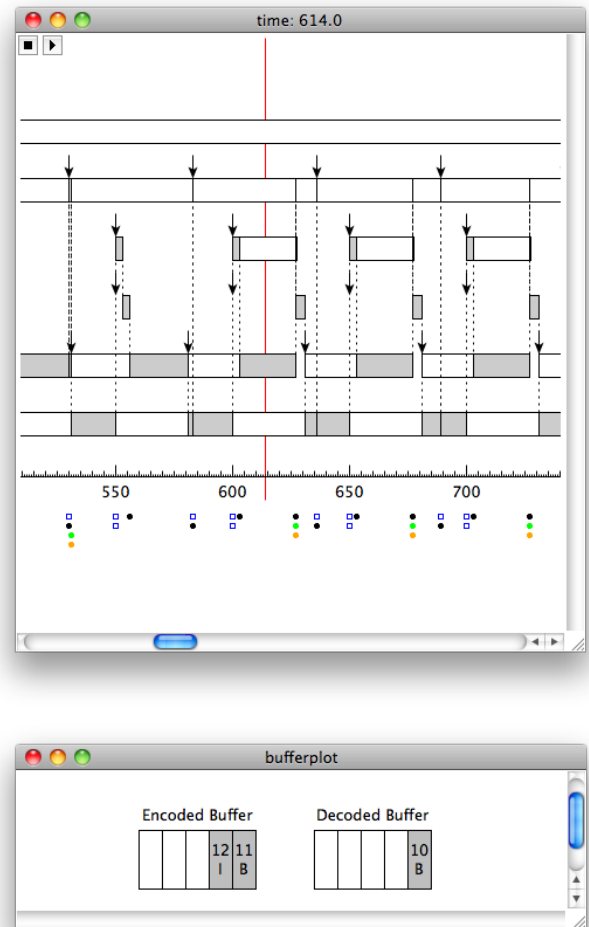 time: 614.0
550 600 650 700
bufferplot
Encoded Buffer Decoded Buffer
12 11 10
I B B